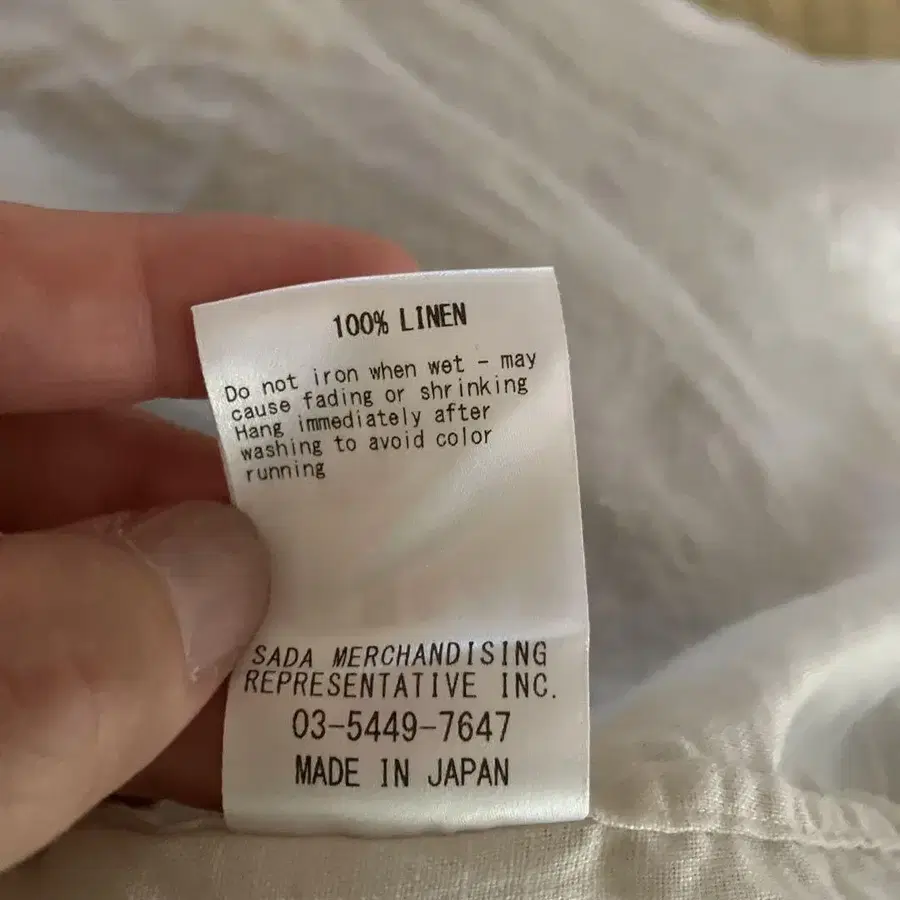 100% LINEN
Do not iron when wet - may
cause fading or shrinking
Hang immediately after
washing to avoid color
running
SADA MERCHANDISING
REPRESENTATIVE INC.
03-5449-7647
MADE IN JAPAN